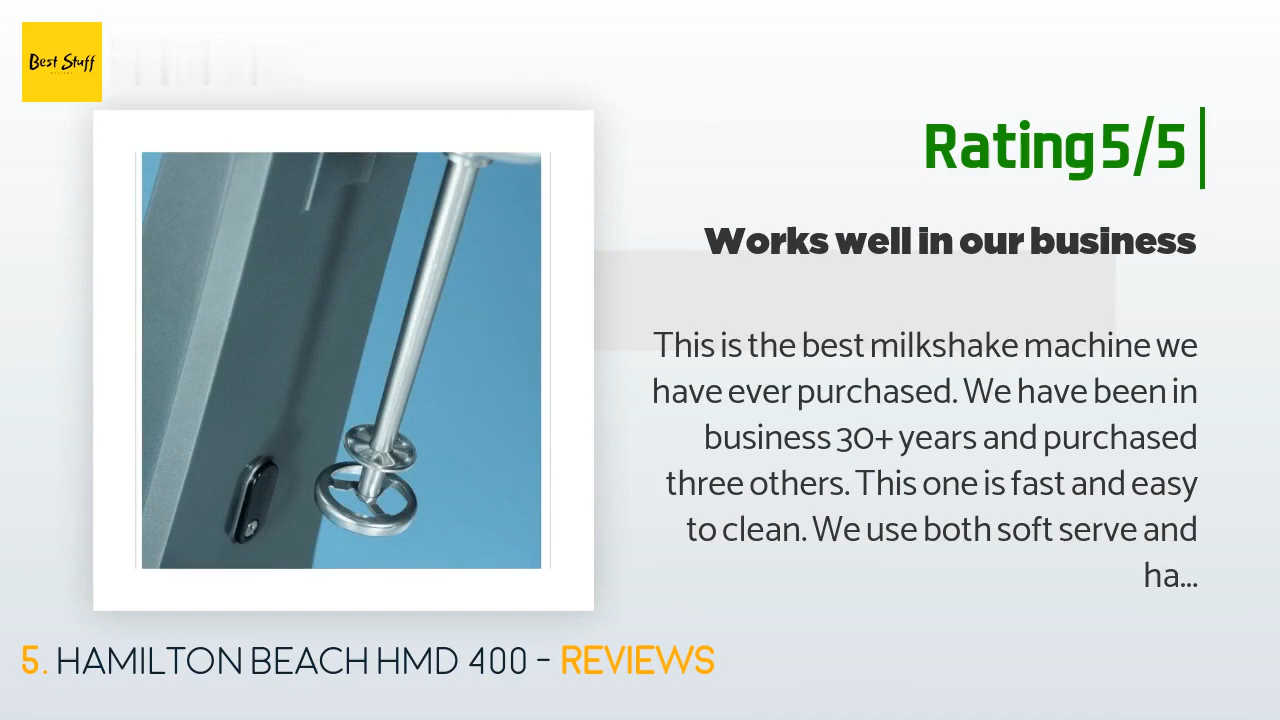 Best Stuff
Rating 5/5
Works well in our business
This is the best milkshake machine we
have ever purchased. We have been in
business 30+ years and purchased
three others. This one is fast and easy
to clean. We use both soft serve and
ha...
5. HAMILTON BEACH HMD 400 - REVIEWS